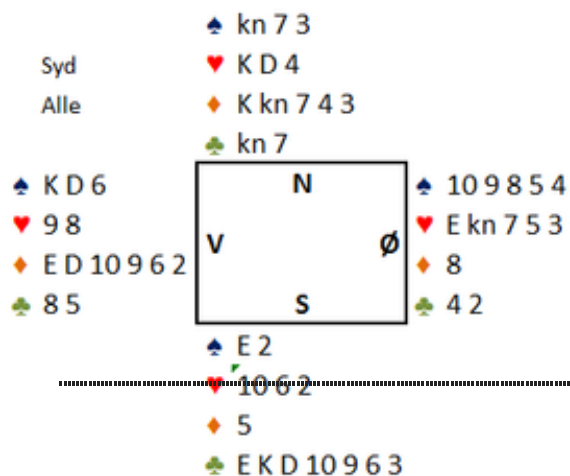 ♠ kn 7 3
Syd ♥ K D 4
Alle ♦ K kn 7 4 3
♣ kn 7
♠ K D 6 N ♠ 10 9 8 5 4
♥ 9 8 ♥ E kn 7 5 3
V Ø
♦ E D 10 9 6 2 ♦ 8
♣ 8 5 S ♣ 4 2
♠ E 2
♥ 10 6 2
♦ 5
♣ E K D 10 9 6 3